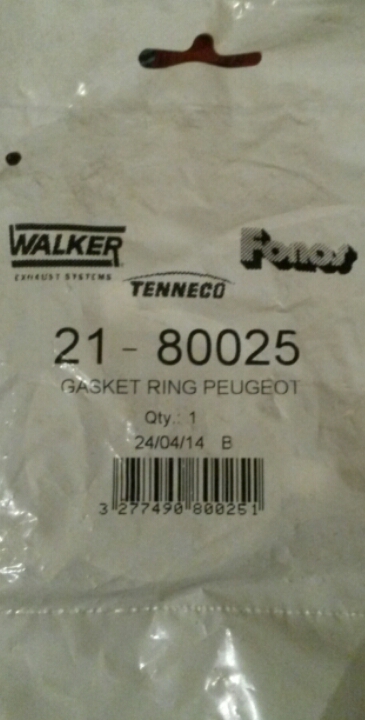 WALKER
EXHAUST SYSTEMS
Fonos
TENNECO
21 - 80025
GASKET RING PEUGEOT
Qty.: 1
24/04/14 B
3 277490 800251